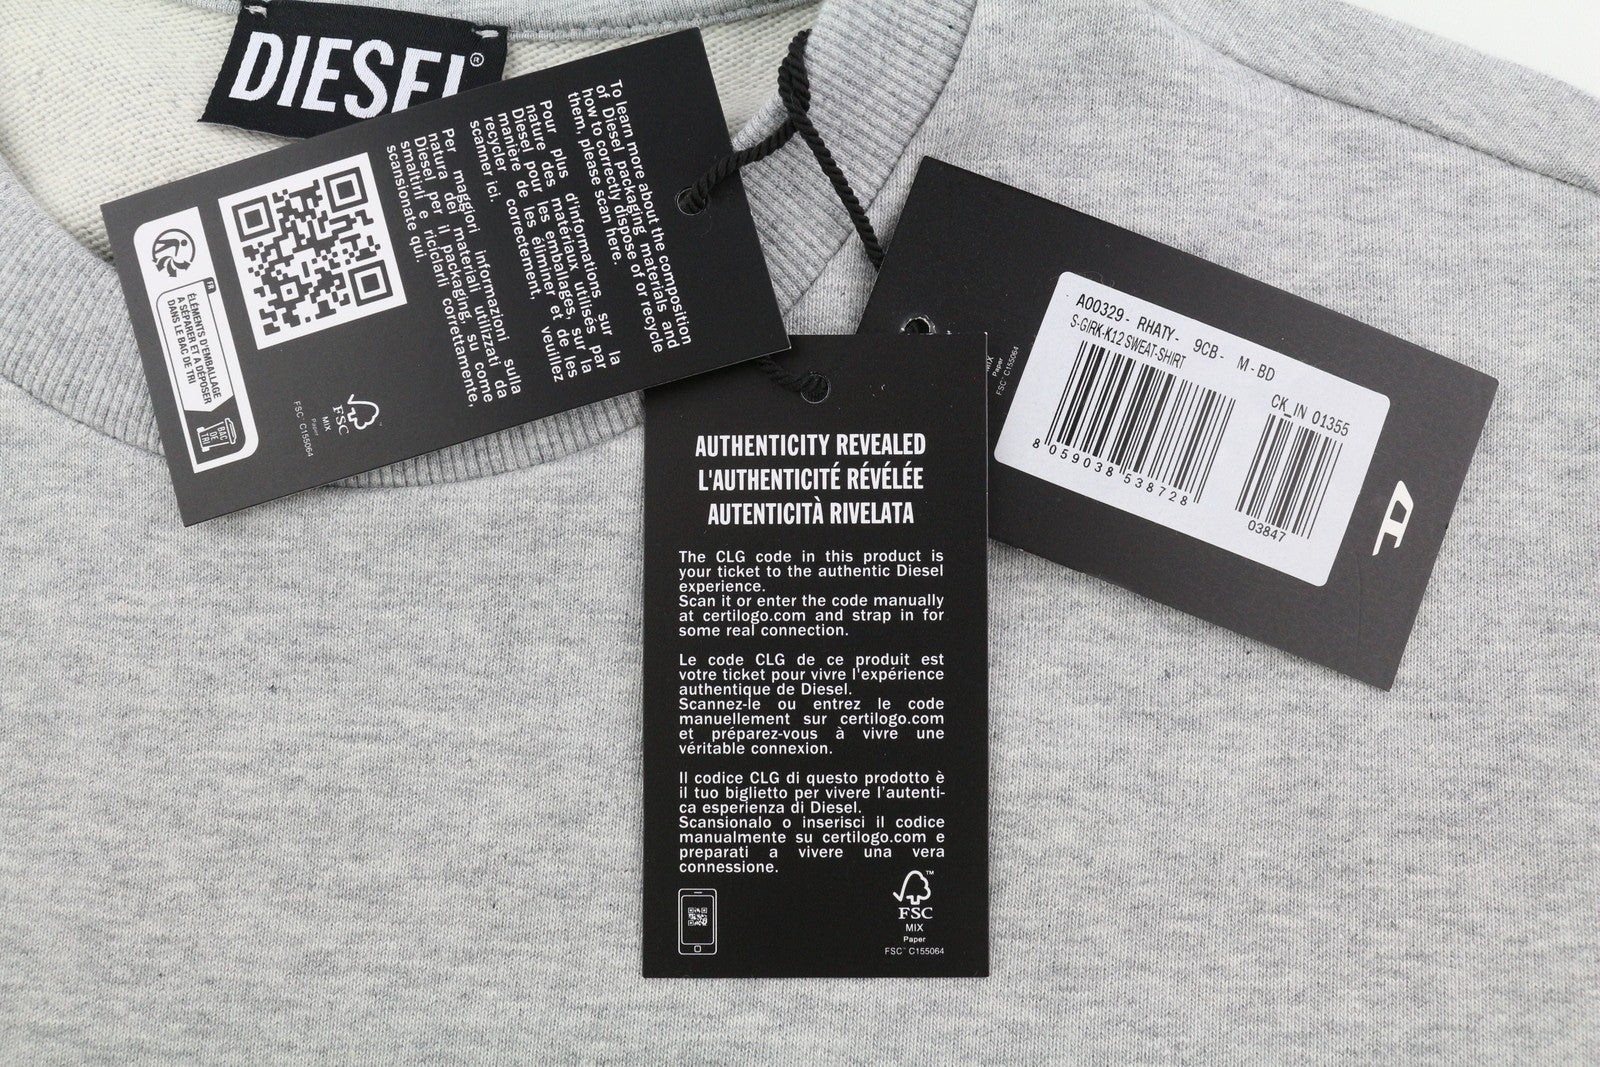 DIESEL®
To learn more about the composition
of Diesel packaging materials and
how to correctly dispose of or recycle
them, please scan here.
Pour plus d'informations sur la
nature des matériaux utilisés par
Diesel pour les emballages, sur la
manière de les éliminer et de les
recycler correctement, veuillez
scanner ici.
Per maggiori informazioni sulla
natura dei materiali utilizzati da
Diesel per il packaging, su come
smaltirli e riciclarli correttamente,
scansionate qui.
FR
ÉLÉMENTS D'EMBALLAGE
À SÉPARER ET À DÉPOSER
DANS LE BAC DE TRI
BAC
DE
TRI
FSC
MIX
Paper
FSC™ C155064
AUTHENTICITY REVEALED
L'AUTHENTICITÉ RÉVÉLÉE
AUTENTICITÀ RIVELATA
The CLG code in this product is
your ticket to the authentic Diesel
experience.
Scan it or enter the code manually
at certilogo.com and strap in for
some real connection.
Le code CLG de ce produit est
votre ticket pour vivre l'expérience
authentique de Diesel.
Scannez-le ou entrez le code
manuellement sur certilogo.com
et préparez-vous à vivre une
véritable connexion.
Il codice CLG di questo prodotto è
il tuo biglietto per vivere l'autenti-
ca esperienza di Diesel.
Scansionalo o inserisci il codice
manualmente su certilogo.com e
preparati a vivere una vera
connessione.
™
FSC
MIX
Paper
FSC™ C155064
MIX
Paper
FSC™ C155064
A00329- RHATY- 9CB- M-BD
S-GIRK-K12 SWEAT-SHIRT
CK_IN 01355
8 059038 538728
03847
D